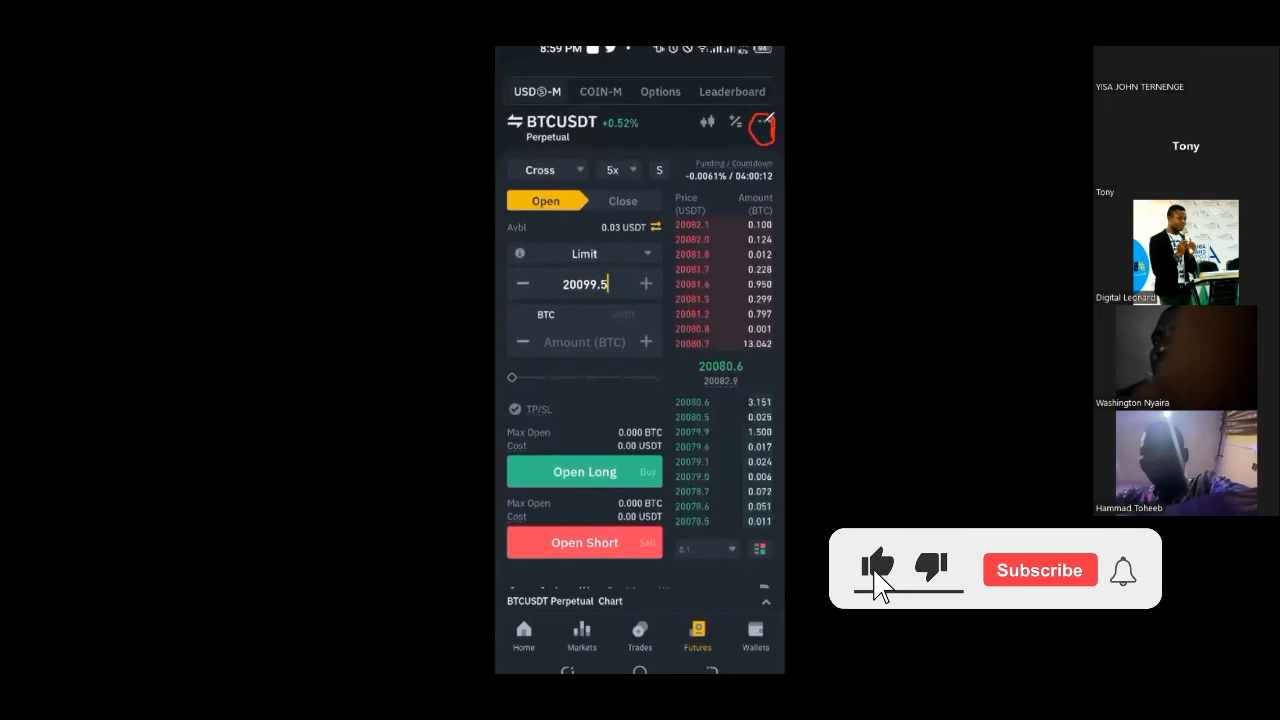 8:59 PM
USDⓈ-M COIN-M Options Leaderboard
BTCUSDT +0.52%
Perpetual
Cross 5x S
Funding / Countdown
-0.0061% / 04:00:12
Open Close
Price Amount
(USDT) (BTC)
Avbl 0.03 USDT
Limit
20099.5
BTC USDT
Amount (BTC)
TP/SL
Max Open 0.000 BTC
Cost 0.00 USDT
Open Long Buy
Max Open 0.000 BTC
Cost 0.00 USDT
Open Short Sell
20082.1 0.100
20082.0 0.124
20081.8 0.012
20081.7 0.228
20081.6 0.950
20081.5 0.299
20081.2 0.797
20080.8 0.001
20080.7 13.042
20080.6
20082.9
20080.6 3.151
20080.5 0.025
20079.9 1.500
20079.6 0.017
20079.1 0.024
20079.0 0.006
20078.7 0.072
20078.6 0.051
20078.5 0.011
0.1
BTCUSDT Perpetual Chart
Home Markets Trades Futures Wallets
YISA JOHN TERNENGE
Tony
Tony
Digital Leonard
Washington Nyaira
Hammad Toheeb
Subscribe